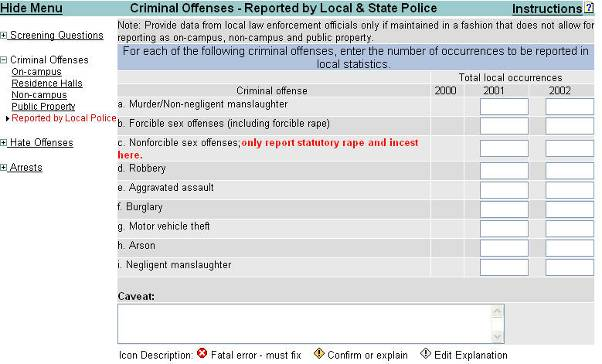 Hide Menu
Criminal Offenses - Reported by Local & State Police
Instructions ?
Screening Questions
Criminal Offenses
On-campus
Residence Halls
Non-campus
Public Property
Reported by Local Police
Hate Offenses
Arrests
Note: Provide data from local law enforcement officials only if maintained in a fashion that does not allow for
reporting as on-campus, non-campus and public property.
For each of the following criminal offenses, enter the number of occurrences to be reported in
local statistics.
Total local occurrences
Criminal offense 2000 2001 2002
a. Murder/Non-negligent manslaughter
b. Forcible sex offenses (including forcible rape)
c. Nonforcible sex offenses;only report statutory rape and incest
here.
d. Robbery
e. Aggravated assault
f. Burglary
g. Motor vehicle theft
h. Arson
i. Negligent manslaughter
Caveat:
Icon Description: Fatal error - must fix Confirm or explain Edit Explanation